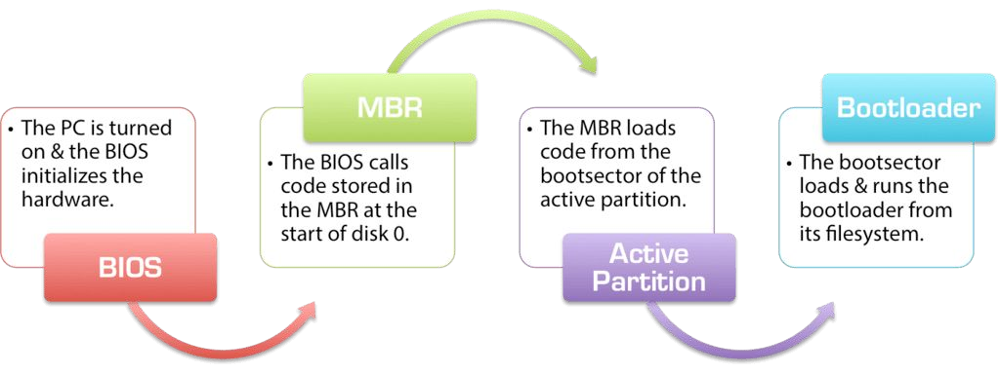 • The PC is turned
on & the BIOS
initializes the
hardware.
BIOS
MBR
• The BIOS calls
code stored in
the MBR at the
start of disk 0.
• The MBR loads
code from the
bootsector of the
active partition.
Active
Partition
Bootloader
• The bootsector
loads & runs the
bootloader from
its filesystem.